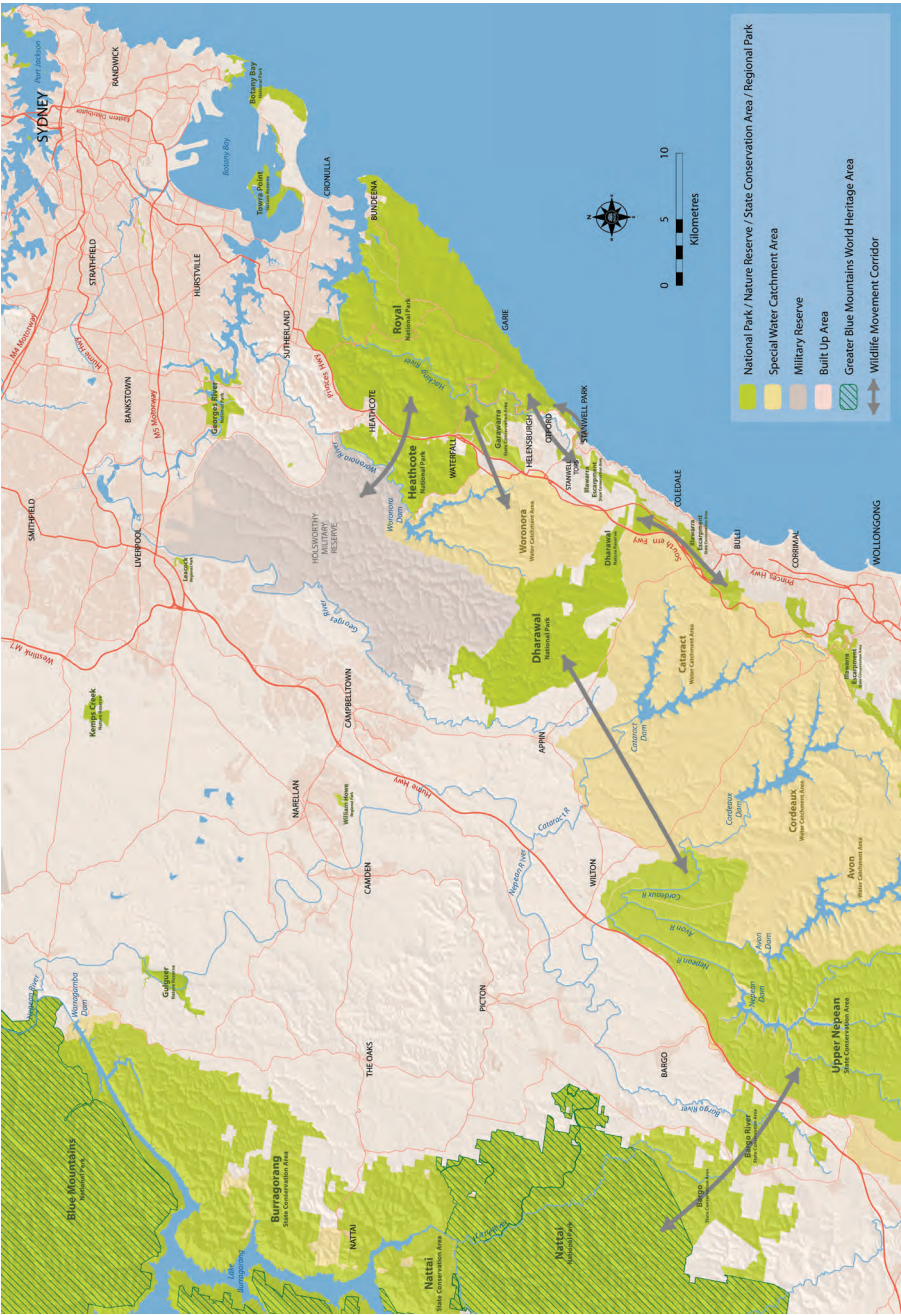 Blue Mountains
National Park
Nepean River
Warragamba
Dam
Gulguer
Nature Reserve
Kemps Creek
Nature Reserve
Westlink M7
SMITHFIELD
M4 Motorway
Hume Hwy
STRATHFIELD
SYDNEY
Port Jackson
RANDWICK
Eastern Distributor
BANKSTOWN
M5 Motorway
LIVERPOOL
Leacock
Regional Park
Georges River
National Park
HURSTVILLE
Botany Bay
Botany Bay
National Park
Towra Point
Nature Reserve
CRONULLA
SUTHERLAND
BUNDEENA
Lake
Burragorang
Burragorang
State Conservation Area
NATTAI
Nattai
State Conservation Area
THE OAKS
CAMDEN
NARELLAN
William Howe
Regional Park
CAMPBELLTOWN
Hume Hwy
HOLSWORTHY
MILITARY
RESERVE
Georges
River
Woronora River
Princes Hwy
HEATHCOTE
Royal
National Park
Hacking River
Heathcote
National Park
Woronora
Dam
WATERFALL
Garawarra
State Conservation Area
GARIE
Nattai River
Nattai
National Park
PICTON
Nepean River
Cataract R
APPIN
Dharawal
National Park
Woronora
Water Catchment Area
HELENSBURGH
OTFORD
STANWELL PARK
STANWELL
TOPS
Illawarra
Escarpment
State Conservation Area
Dharawal
Southern Fwy
COLEDALE
Illawarra
Escarpment
State Conservation Area
BULLI
CORRIMAL
Princes Hwy
WOLLONGONG
Illawarra
Escarpment
State Conservation Area
BARGO
Bargo River
Bargo River
State Conservation Area
Bargo
State Conservation Area
WILTON
Cordeaux R
Avon R
Nepean R
Cataract
Dam
Cataract
Water Catchment Area
Cordeaux
Dam
Cordeaux
Water Catchment Area
Avon
Dam
Avon
Water Catchment Area
Nepean
Dam
Upper Nepean
State Conservation Area
N
0 5 10
Kilometres
National Park / Nature Reserve / State Conservation Area / Regional Park
Special Water Catchment Area
Military Reserve
Built Up Area
Greater Blue Mountains World Heritage Area
Wildlife Movement Corridor